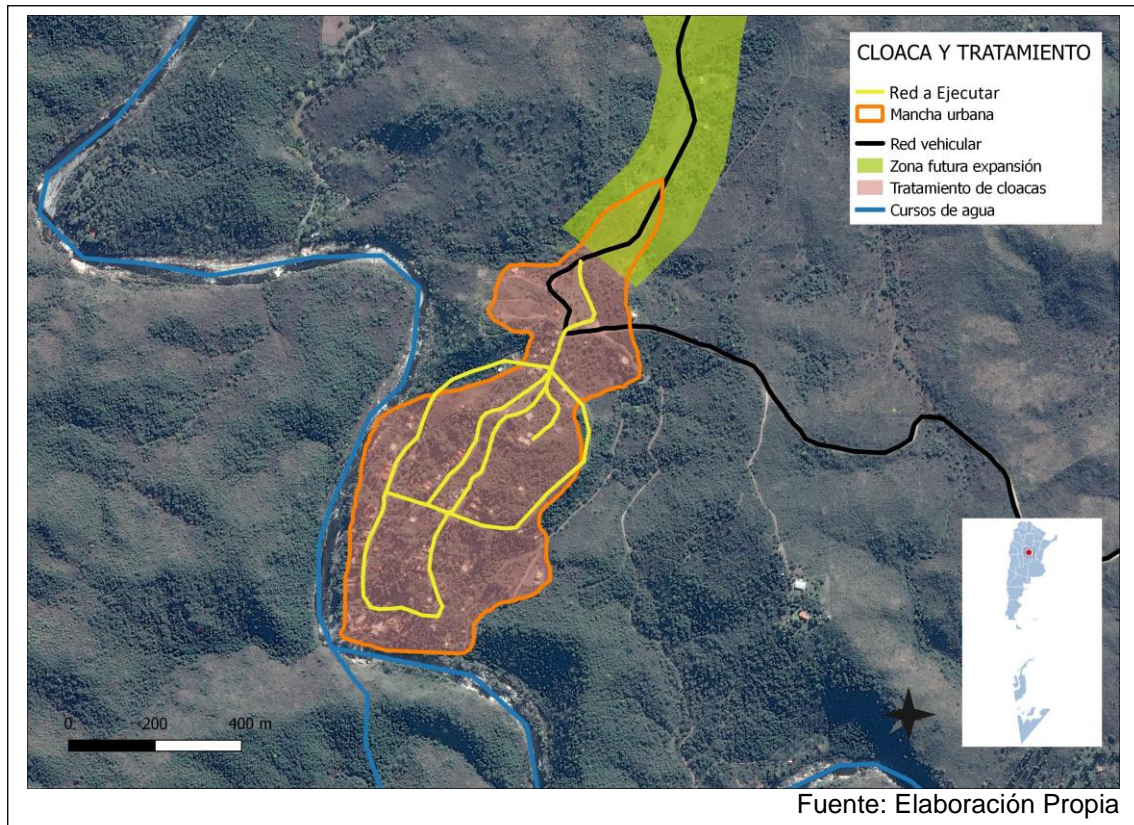 CLOACA Y TRATAMIENTO
Red a Ejecutar
Mancha urbana
Red vehicular
Zona futura expansión
Tratamiento de cloacas
Cursos de agua
0 200 400 m
Fuente: Elaboración Propia